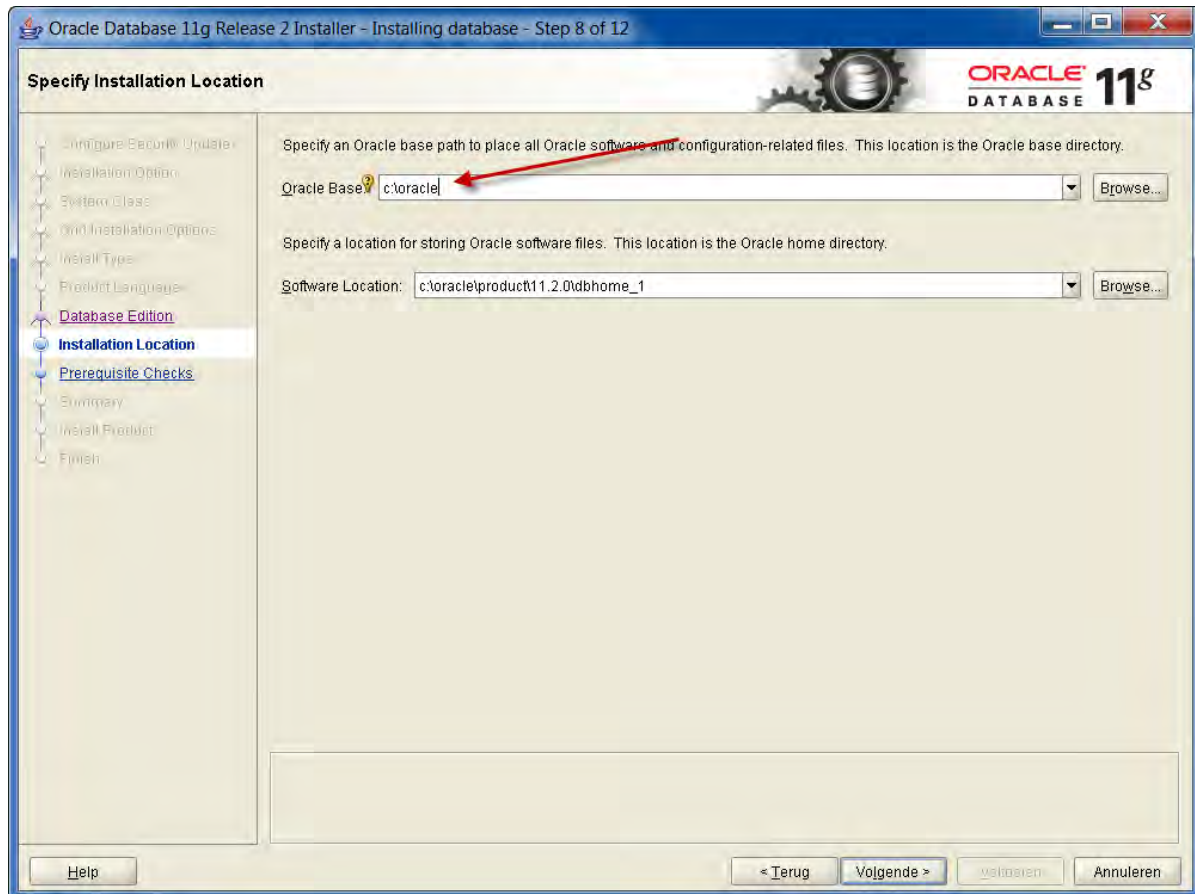 Oracle Database 11g Release 2 Installer - Installing database - Step 8 of 12
Specify Installation Location
ORACLE DATABASE 11g
Configure Security Updates
Installation Option
System Class
Grid Installation Options
Install Type
Product Languages
Database Edition
Installation Location
Prerequisite Checks
Summary
Install Product
Finish
Specify an Oracle base path to place all Oracle software and configuration-related files. This location is the Oracle base directory.
Oracle Base: c:\oracle Browse...
Specify a location for storing Oracle software files. This location is the Oracle home directory.
Software Location: c:\oracle\product\11.2.0\dbhome_1 Browse...
Help < Terug Volgende > Annuleren